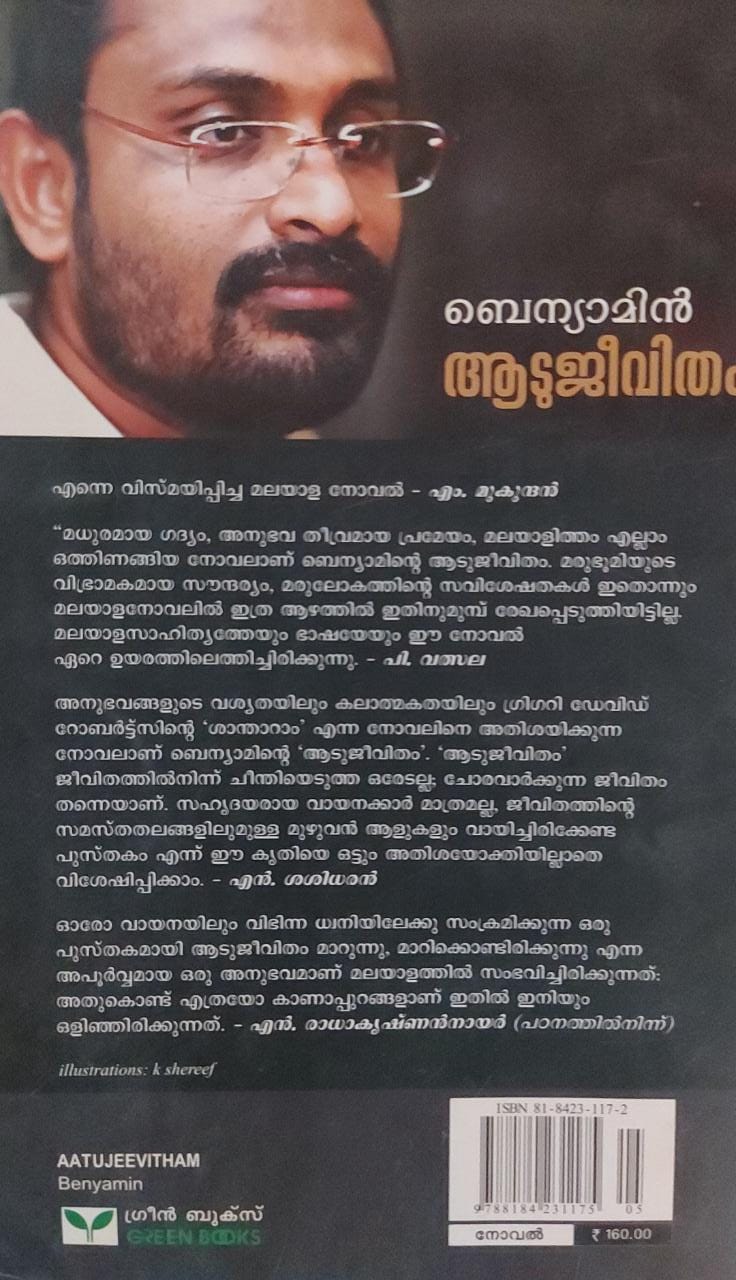 ബെന്യാമിൻ
ആടുജീവിതം
എന്നെ വിസ്മയിപ്പിച്ച മലയാള നോവൽ – എം. മുകുന്ദൻ
“മധുരമായ ഗദ്യം, അനുഭവ തീവ്രമായ പ്രമേയം, മലയാളിത്തം എല്ലാം
ഒത്തിണങ്ങിയ നോവലാണ് ബെന്യാമിന്റെ ആടുജീവിതം. മരുഭൂമിയുടെ
വിഭ്രാമകമായ സൗന്ദര്യം, മരുലോകത്തിന്റെ സവിശേഷതകൾ ഇതൊന്നും
മലയാളനോവലിൽ ഇത്ര ആഴത്തിൽ ഇതിനുമുമ്പ് രേഖപ്പെടുത്തിയിട്ടില്ല.
മലയാളസാഹിത്യത്തേയും ഭാഷയേയും ഈ നോവൽ
ഏറെ ഉയരത്തിലെത്തിച്ചിരിക്കുന്നു. – പി. വത്സല
അനുഭവങ്ങളുടെ വശ്യതയിലും കലാത്മകതയിലും ഗ്രിഗറി ഡേവിഡ്
റോബർട്ട്സിന്റെ ‘ശാന്താറാം’ എന്ന നോവലിനെ അതിശയിക്കുന്ന
നോവലാണ് ബെന്യാമിന്റെ ‘ആടുജീവിതം’. ‘ആടുജീവിതം’
ജീവിതത്തിൽനിന്ന് ചീന്തിയെടുത്ത ഒരേടല്ല; ചോരവാർക്കുന്ന ജീവിതം
തന്നെയാണ്. സഹൃദയരായ വായനക്കാർ മാത്രമല്ല, ജീവിതത്തിന്റെ
സമസ്തതലങ്ങളിലുമുള്ള മുഴുവൻ ആളുകളും വായിച്ചിരിക്കേണ്ട
പുസ്തകം എന്ന് ഈ കൃതിയെ ഒട്ടും അതിശയോക്തിയില്ലാതെ
വിശേഷിപ്പിക്കാം. – എൻ. ശശിധരൻ
ഓരോ വായനയിലും വിഭിന്ന ധ്വനിയിലേക്കു സംക്രമിക്കുന്ന ഒരു
പുസ്തകമായി ആടുജീവിതം മാറുന്നു, മാറിക്കൊണ്ടിരിക്കുന്നു എന്ന
അപൂർവ്വമായ ഒരു അനുഭവമാണ് മലയാളത്തിൽ സംഭവിച്ചിരിക്കുന്നത്;
അതുകൊണ്ട് എത്രയോ കാണാപ്പുറങ്ങളാണ് ഇതിൽ ഇനിയും
ഒളിഞ്ഞിരിക്കുന്നത്. – എൻ. രാധാകൃഷ്ണൻനായർ (പഠനത്തിൽനിന്ന്)
illustrations: k shereef
ISBN 81-8423-117-2
9 788184 231175 05
നോവൽ ₹ 160.00
AATUJEEVITHAM
Benyamin
ഗ്രീൻ ബുക്സ്
GREEN BOOKS